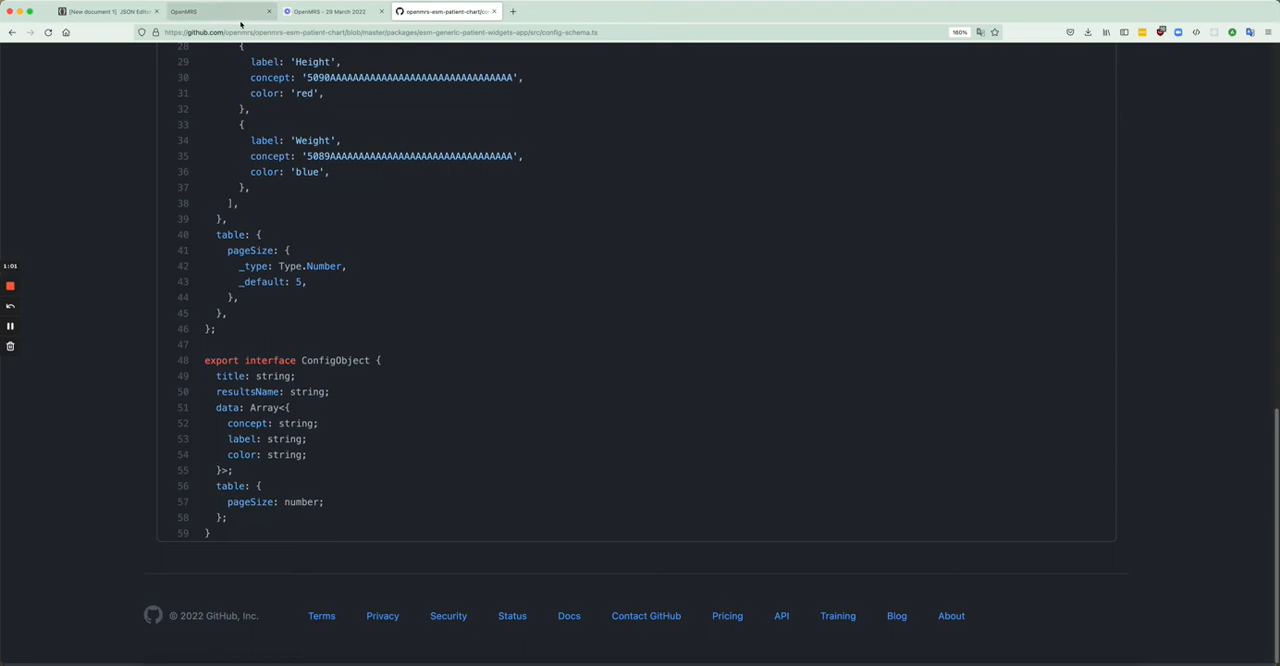 [New document 1] JSON Editor
OpenMRS
OpenMRS - 29 March 2022
openmrs-esm-patient-chart/co
https://github.com/openmrs/openmrs-esm-patient-chart/blob/master/packages/esm-generic-patient-widgets-app/src/config-schema.ts
160%
28 {
29 label: 'Height',
30 concept: '5090AAAAAAAAAAAAAAAAAAAAAAAAAAAAAAAA',
31 color: 'red',
32 },
33 {
34 label: 'Weight',
35 concept: '5089AAAAAAAAAAAAAAAAAAAAAAAAAAAAAAAA',
36 color: 'blue',
37 },
38 ],
39 },
40 table: {
41 pageSize: {
42 _type: Type.Number,
43 _default: 5,
44 },
45 },
46 };
47
48 export interface ConfigObject {
49 title: string;
50 resultsName: string;
51 data: Array<{
52 concept: string;
53 label: string;
54 color: string;
55 }>;
56 table: {
57 pageSize: number;
58 };
59 }
1:01
© 2022 GitHub, Inc.
Terms
Privacy
Security
Status
Docs
Contact GitHub
Pricing
API
Training
Blog
About